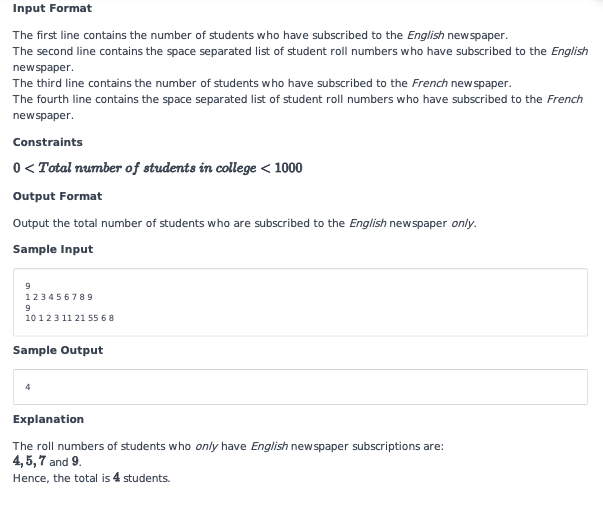 Input Format
The first line contains the number of students who have subscribed to the English newspaper.
The second line contains the space separated list of student roll numbers who have subscribed to the English
newspaper.
The third line contains the number of students who have subscribed to the French newspaper.
The fourth line contains the space separated list of student roll numbers who have subscribed to the French
newspaper.
Constraints
0 < Total number of students in college < 1000
Output Format
Output the total number of students who are subscribed to the English newspaper only.
Sample Input
9
1 2 3 4 5 6 7 8 9
9
10 1 2 3 11 21 55 6 8
Sample Output
4
Explanation
The roll numbers of students who only have English newspaper subscriptions are:
4, 5, 7 and 9.
Hence, the total is 4 students.